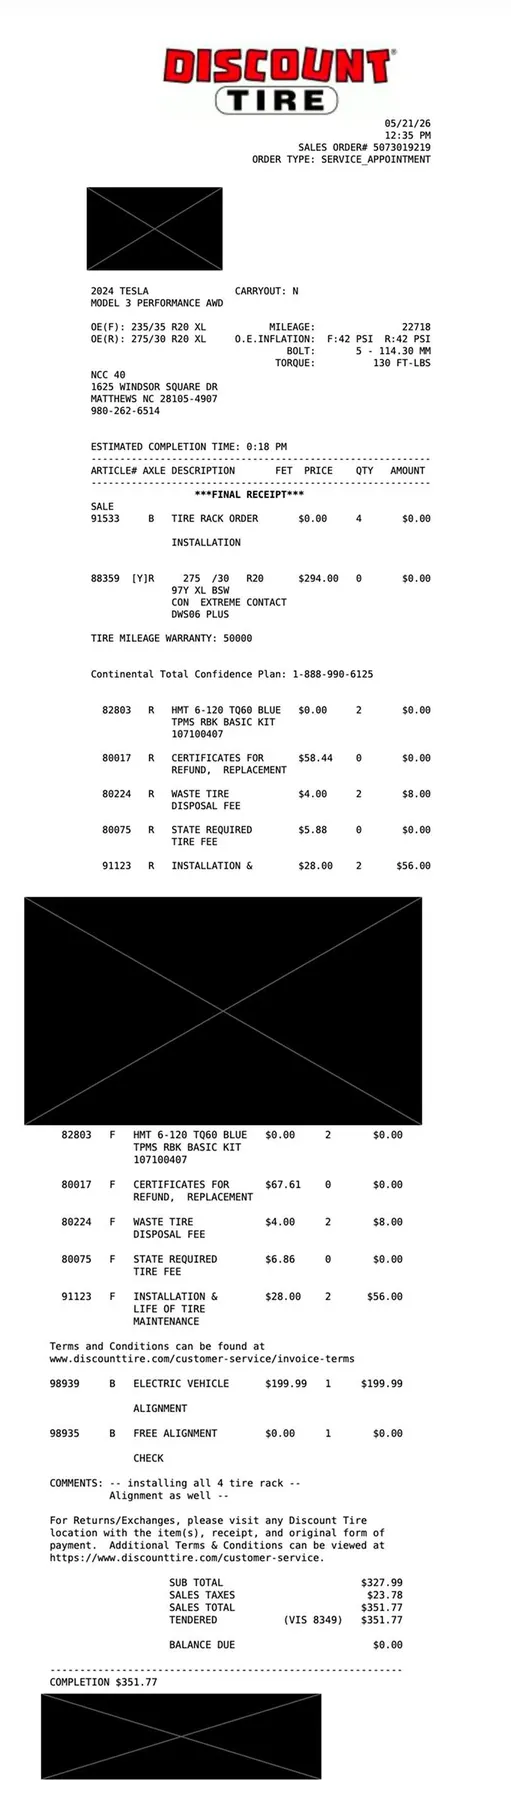 DISCOUNT
TIRE
05/21/26
12:35 PM
SALES ORDER# 5073019219
ORDER TYPE: SERVICE_APPOINTMENT
2024 TESLA CARRYOUT: N
MODEL 3 PERFORMANCE AWD
OE(F): 235/35 R20 XL MILEAGE: 22718
OE(R): 275/30 R20 XL O.E.INFLATION: F:42 PSI R:42 PSI
BOLT: 5 - 114.30 MM
TORQUE: 130 FT-LBS
NCC 40
1625 WINDSOR SQUARE DR
MATTHEWS NC 28105-4907
980-262-6514
ESTIMATED COMPLETION TIME: 0:18 PM
ARTICLE# AXLE DESCRIPTION FET PRICE QTY AMOUNT
***FINAL RECEIPT***
SALE
91533 B TIRE RACK ORDER $0.00 4 $0.00
INSTALLATION
88359 [Y]R 275 /30 R20 $294.00 0 $0.00
97Y XL BSW
CON EXTREME CONTACT
DWS06 PLUS
TIRE MILEAGE WARRANTY: 50000
Continental Total Confidence Plan: 1-888-990-6125
82803 R HMT 6-120 TQ60 BLUE $0.00 2 $0.00
TPMS RBK BASIC KIT
107100407
80017 R CERTIFICATES FOR $58.44 0 $0.00
REFUND, REPLACEMENT
80224 R WASTE TIRE $4.00 2 $8.00
DISPOSAL FEE
80075 R STATE REQUIRED $5.88 0 $0.00
TIRE FEE
91123 R INSTALLATION & $28.00 2 $56.00
82803 F HMT 6-120 TQ60 BLUE $0.00 2 $0.00
TPMS RBK BASIC KIT
107100407
80017 F CERTIFICATES FOR $67.61 0 $0.00
REFUND, REPLACEMENT
80224 F WASTE TIRE $4.00 2 $8.00
DISPOSAL FEE
80075 F STATE REQUIRED $6.86 0 $0.00
TIRE FEE
91123 F INSTALLATION & $28.00 2 $56.00
LIFE OF TIRE
MAINTENANCE
Terms and Conditions can be found at
www.discounttire.com/customer-service/invoice-terms
98939 B ELECTRIC VEHICLE $199.99 1 $199.99
ALIGNMENT
98935 B FREE ALIGNMENT $0.00 1 $0.00
CHECK
COMMENTS: -- installing all 4 tire rack --
Alignment as well --
For Returns/Exchanges, please visit any Discount Tire
location with the item(s), receipt, and original form of
payment. Additional Terms & Conditions can be viewed at
https://www.discounttire.com/customer-service.
SUB TOTAL $327.99
SALES TAXES $23.78
SALES TOTAL $351.77
TENDERED (VIS 8349) $351.77
BALANCE DUE $0.00
COMPLETION $351.77